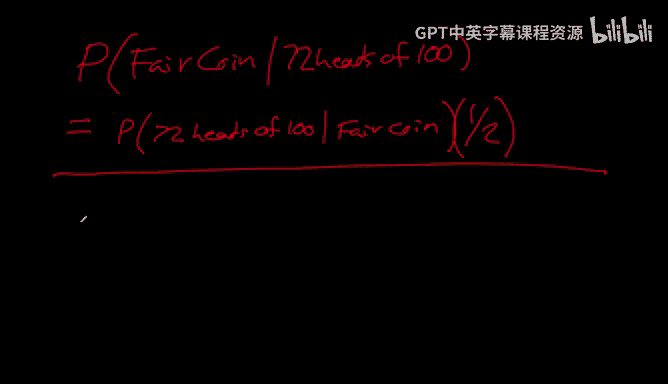 GPT中英字幕课程资源 bilibili
P(Fair Coin | 72 heads of 100)
= P(72 heads of 100 | Fair Coin)(1/2)